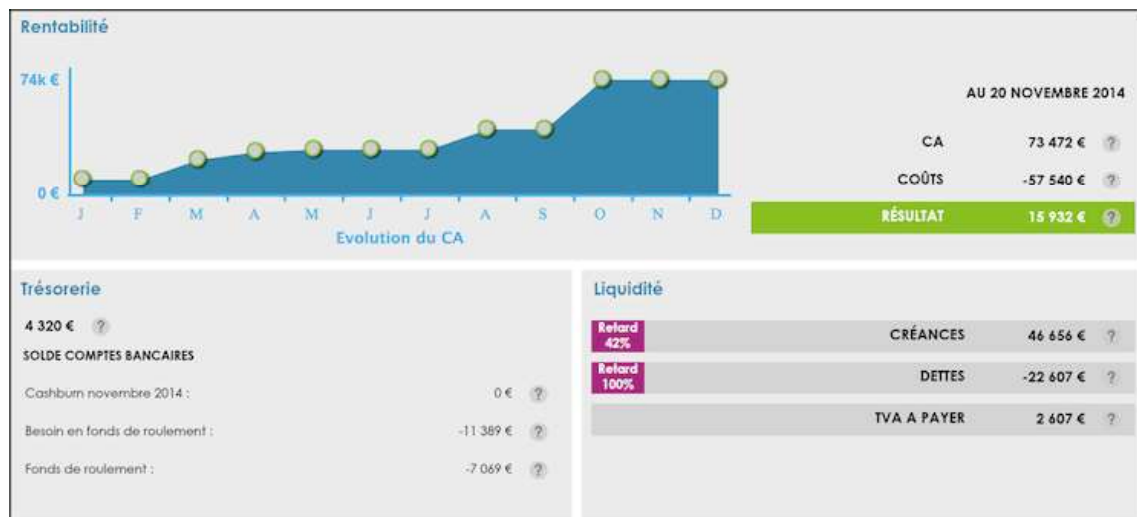 Rentabilité
74k €
0 €
J F M A M J J A S O N D
Evolution du CA
AU 20 NOVEMBRE 2014
CA 73 472 € ?
COÛTS -57 540 € ?
RÉSULTAT 15 932 € ?
Trésorerie
4 320 € ?
SOLDE COMPTES BANCAIRES
Cashburn novembre 2014 : 0 € ?
Besoin en fonds de roulement : -11 389 € ?
Fonds de roulement : -7 069 € ?
Liquidité
Retard
42%
CRÉANCES 46 656 € ?
Retard
100%
DETTES -22 607 € ?
TVA A PAYER 2 607 € ?